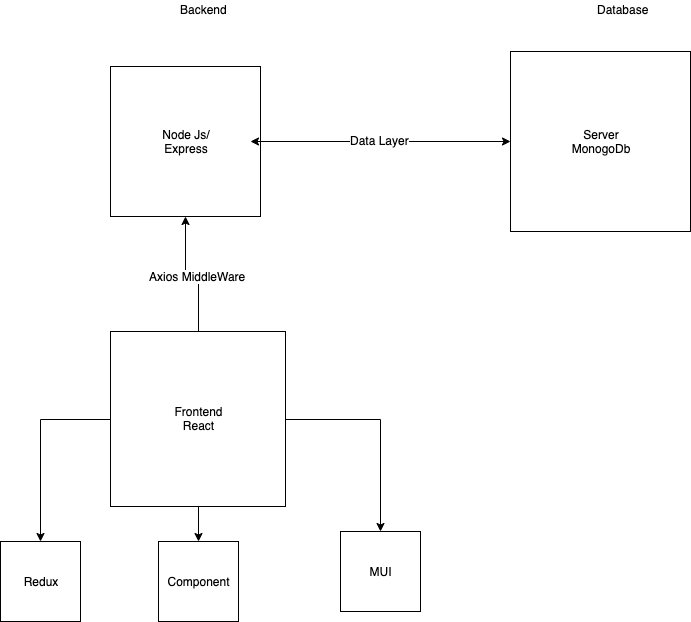 Backend
Database
Node Js/
Express
Data Layer
Server
MonogoDb
Axios MiddleWare
Frontend
React
Redux
Component
MUI